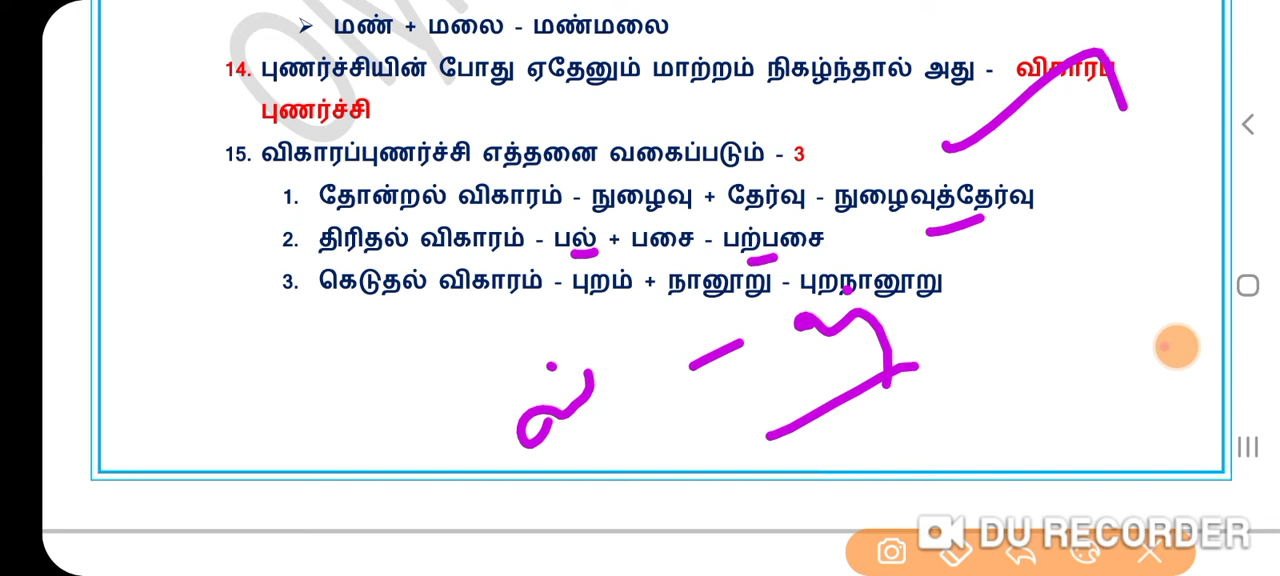 ➢ மண் + மலை - மண்மலை
14. புணர்ச்சியின் போது ஏதேனும் மாற்றம் நிகழ்ந்தால் அது - விகாரப
புணர்ச்சி
15. விகாரப்புணர்ச்சி எத்தனை வகைப்படும் - 3
1. தோன்றல் விகாரம் - நுழைவு + தேர்வு - நுழைவுத்தேர்வு
2. திரிதல் விகாரம் - பல் + பசை - பற்பசை
3. கெடுதல் விகாரம் - புறம் + நானூறு - புறநானூறு
ல் - ற்
DU RECORDER